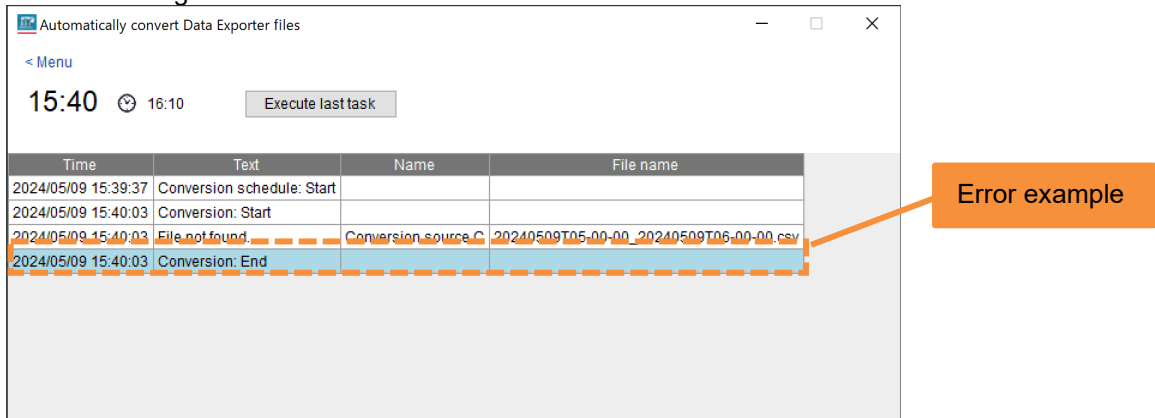 Automatically convert Data Exporter files
< Menu
15:40 16:10 Execute last task
Time Text Name File name
2024/05/09 15:39:37 Conversion schedule: Start
2024/05/09 15:40:03 Conversion: Start
2024/05/09 15:40:03 File not found. Conversion source C 20240509T05-00-00_20240509T06-00-00.csv
2024/05/09 15:40:03 Conversion: End
Error example